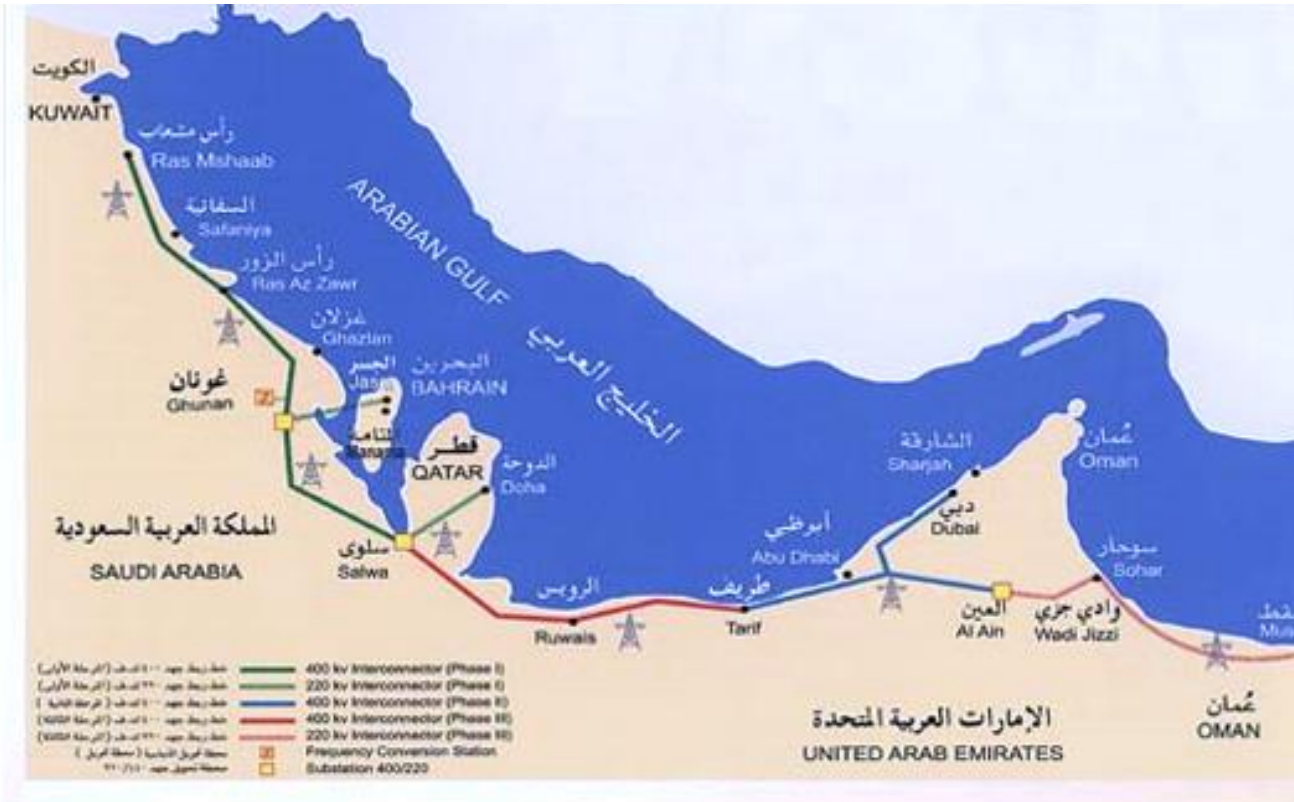 الكويت
KUWAIT
رأس مشعاب
Ras Mshaab
السفانية
Safaniya
رأس الزور
Ras Az Zawr
غزلان
Ghazlan
ARABIAN GULF
الخليج العربي
غونان
Ghunan
الجسر
البحرين
BAHRAIN
المنامة
قطر
QATAR
الدوحة
Doha
المملكة العربية السعودية
SAUDI ARABIA
سلوى
Salwa
الرويس
Ruwais
طريف
Tarif
أبوظبي
Abu Dhabi
الشارقة
Sharjah
دبي
Dubai
عُمان
Oman
سوحار
Sohar
العين
Al Ain
وادي جزي
Wadi Jizzi
عُمان
OMAN
الإمارات العربية المتحدة
UNITED ARAB EMIRATES
400 kv Interconnector (Phase I)
220 kv Interconnector (Phase I)
400 kv Interconnector (Phase II)
400 kv Interconnector (Phase III)
220 kv Interconnector (Phase III)
Frequency Conversion Station
Substation 400/220